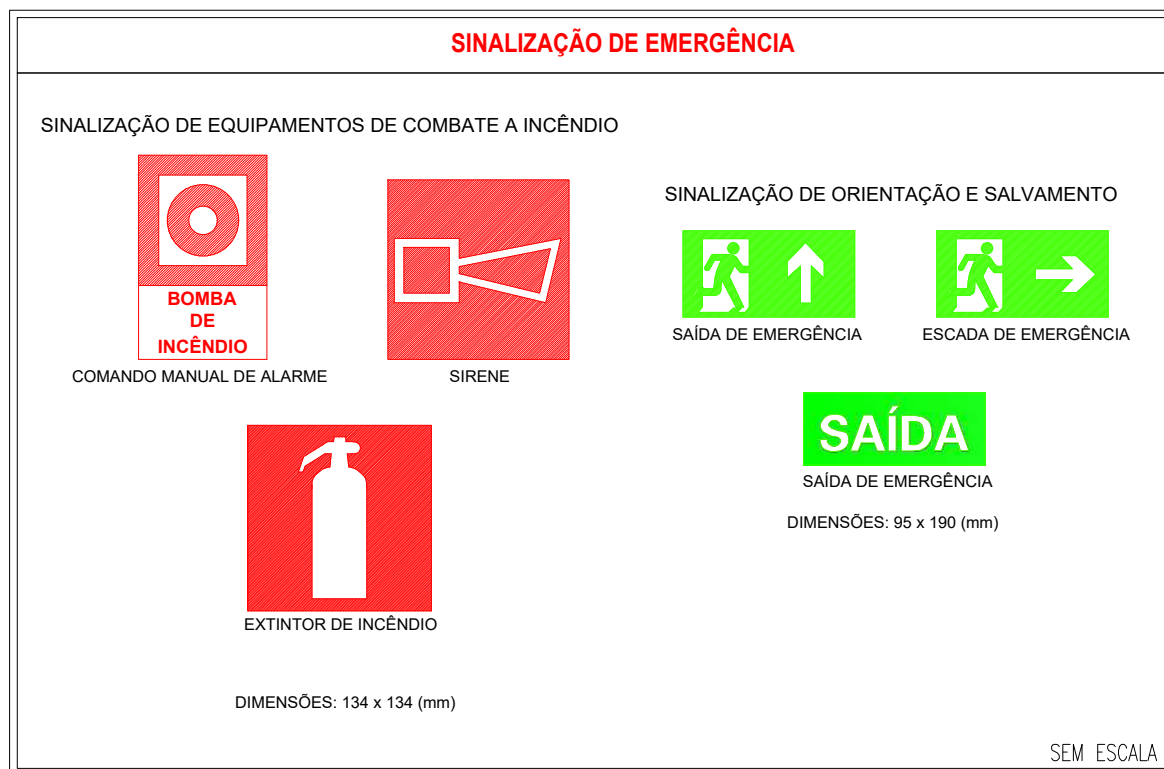 SINALIZAÇÃO DE EMERGÊNCIA
SINALIZAÇÃO DE EQUIPAMENTOS DE COMBATE A INCÊNDIO
BOMBA
DE
INCÊNDIO
COMANDO MANUAL DE ALARME
SIRENE
EXTINTOR DE INCÊNDIO
DIMENSÕES: 134 x 134 (mm)
SINALIZAÇÃO DE ORIENTAÇÃO E SALVAMENTO
SAÍDA DE EMERGÊNCIA
ESCADA DE EMERGÊNCIA
SAÍDA
SAÍDA DE EMERGÊNCIA
DIMENSÕES: 95 x 190 (mm)
SEM ESCALA